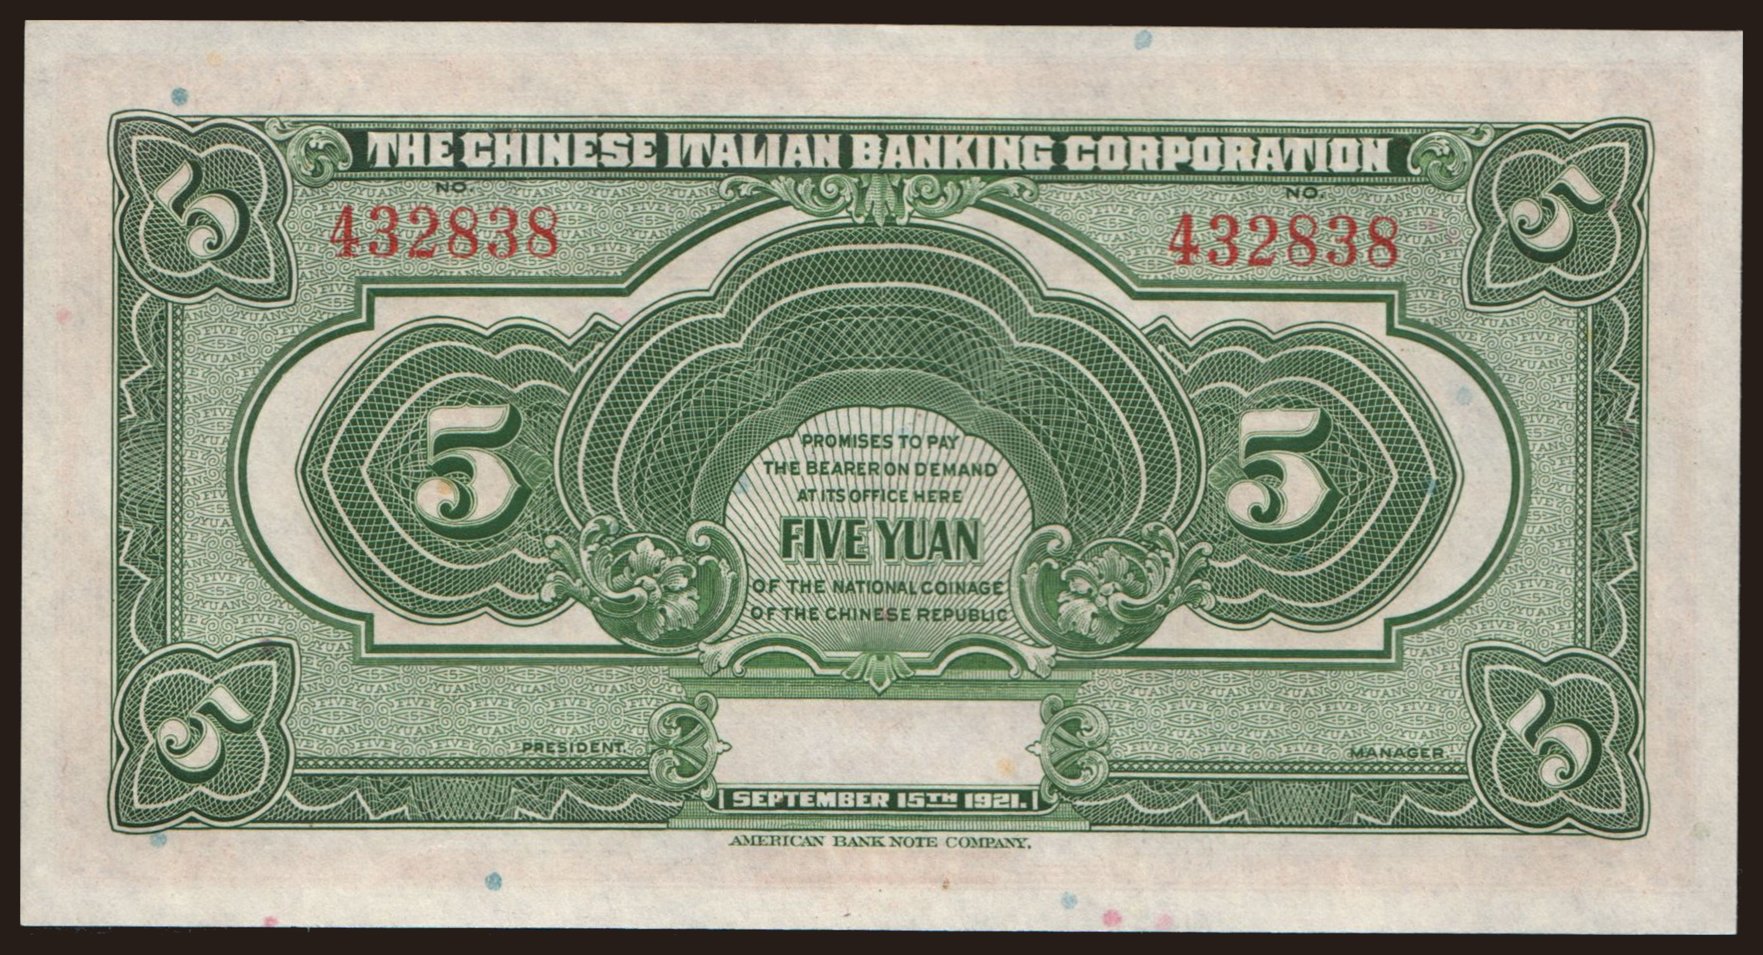 THE CHINESE ITALIAN BANKING CORPORATION
5 5
NO. NO.
432838 432838
5 5
PROMISES TO PAY
THE BEARER ON DEMAND
AT ITS OFFICE HERE
FIVE YUAN
OF THE NATIONAL COINAGE
OF THE CHINESE REPUBLIC
PRESIDENT. MANAGER.
5 5
SEPTEMBER 15TH 1921.
AMERICAN BANK NOTE COMPANY.